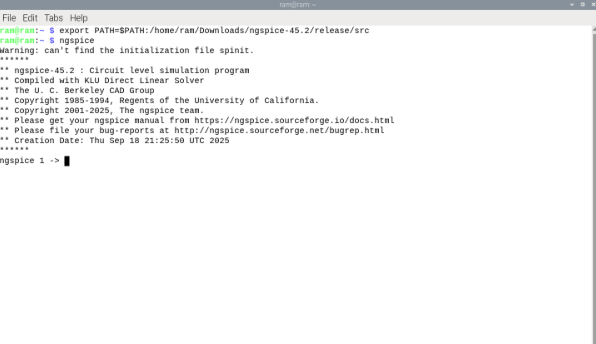 ram@ram: ~
File Edit Tabs Help
ram@ram:~ $ export PATH=$PATH:/home/ram/Downloads/ngspice-45.2/release/src
ram@ram:~ $ ngspice
Warning: can't find the initialization file spinit.
******
** ngspice-45.2 : Circuit level simulation program
** Compiled with KLU Direct Linear Solver
** The U. C. Berkeley CAD Group
** Copyright 1985-1994, Regents of the University of California.
** Copyright 2001-2025, The ngspice team.
** Please get your ngspice manual from https://ngspice.sourceforge.io/docs.html
** Please file your bug-reports at http://ngspice.sourceforge.net/bugrep.html
** Creation Date: Thu Sep 18 21:25:50 UTC 2025
******
ngspice 1 ->